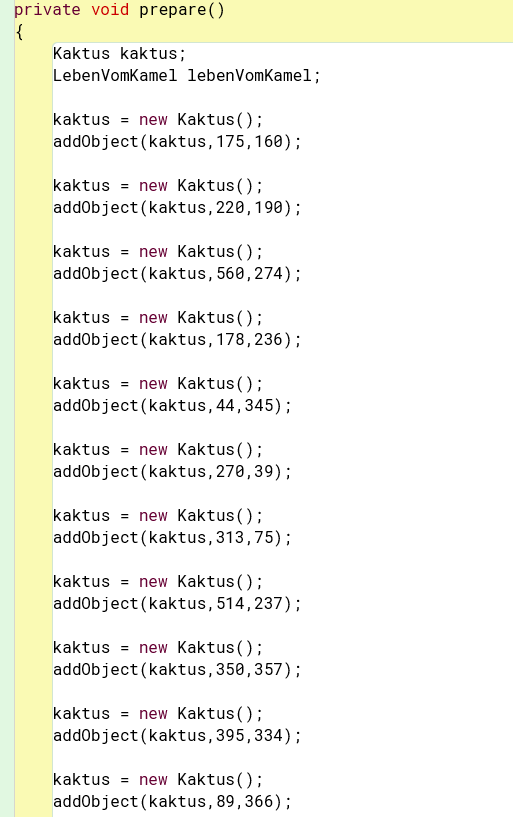 private void prepare()
{
Kaktus kaktus;
LebenVomKamel lebenVomKamel;
kaktus = new Kaktus();
addObject(kaktus,175,160);
kaktus = new Kaktus();
addObject(kaktus,220,190);
kaktus = new Kaktus();
addObject(kaktus,560,274);
kaktus = new Kaktus();
addObject(kaktus,178,236);
kaktus = new Kaktus();
addObject(kaktus,44,345);
kaktus = new Kaktus();
addObject(kaktus,270,39);
kaktus = new Kaktus();
addObject(kaktus,313,75);
kaktus = new Kaktus();
addObject(kaktus,514,237);
kaktus = new Kaktus();
addObject(kaktus,350,357);
kaktus = new Kaktus();
addObject(kaktus,395,334);
kaktus = new Kaktus();
addObject(kaktus,89,366);